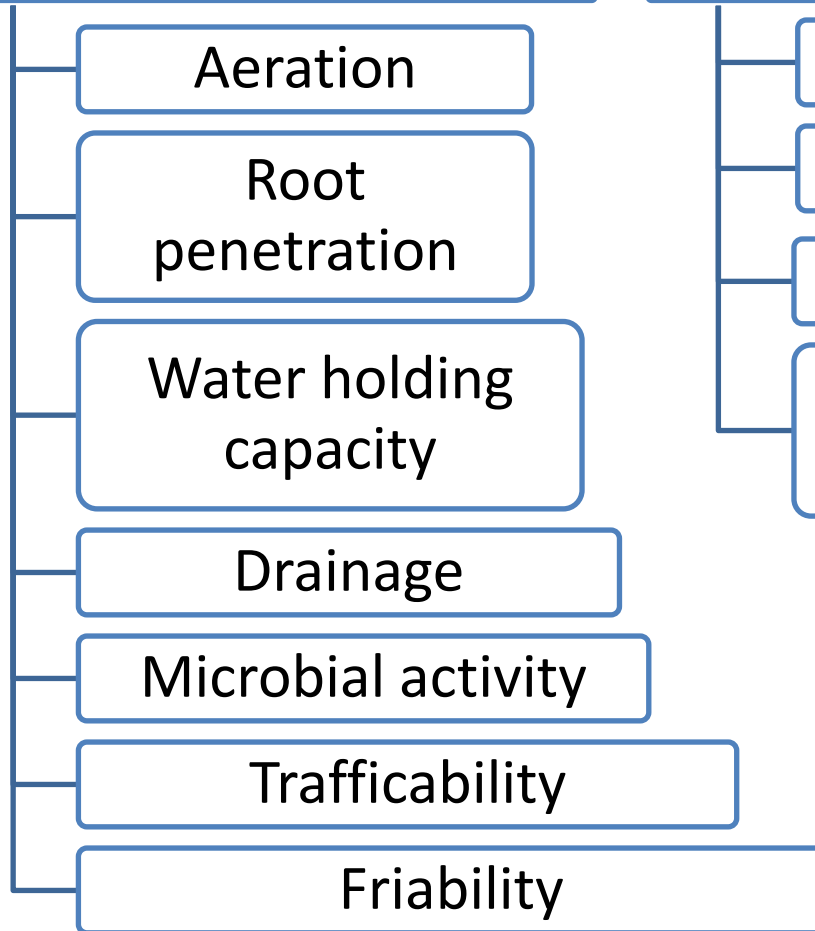 Aeration
Root
penetration
Water holding
capacity
Drainage
Microbial activity
Trafficability
Friability